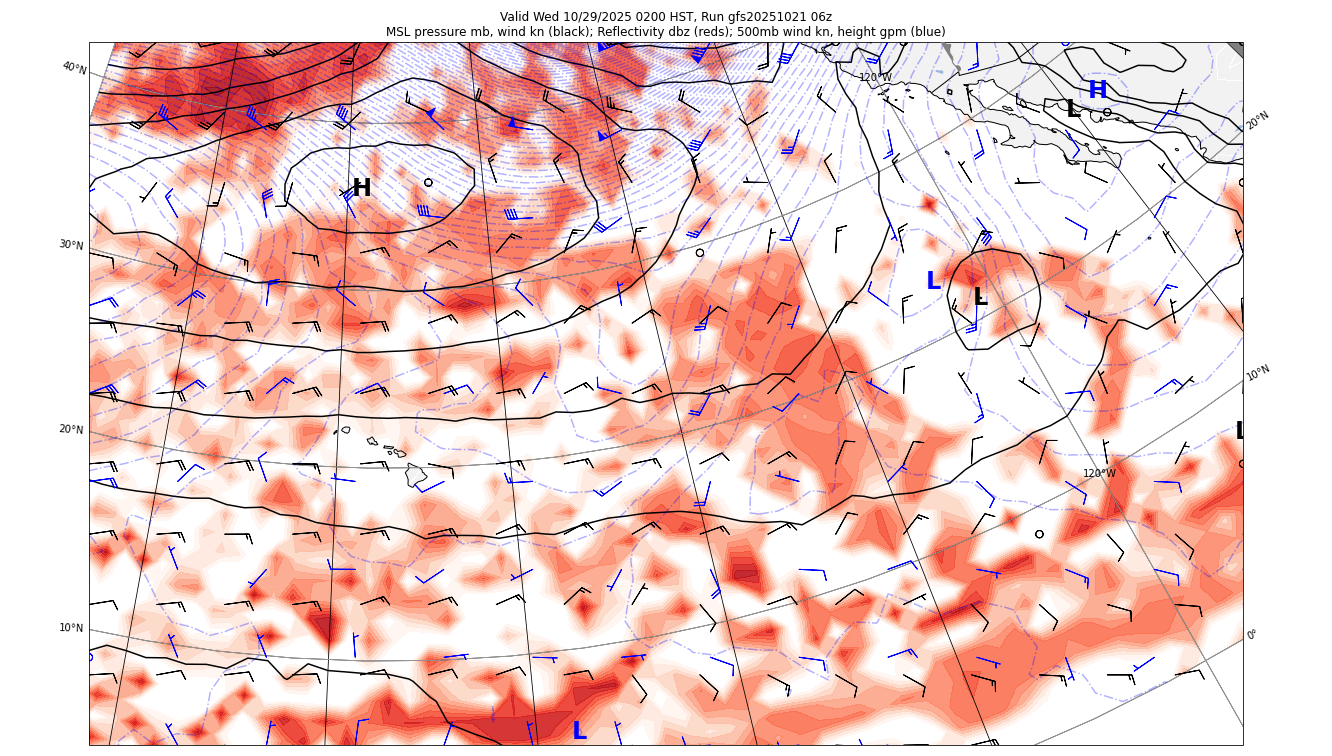 Valid Wed 10/29/2025 0200 HST, Run gfs20251021 06z
MSL pressure mb, wind kn (black); Reflectivity dbz (reds); 500mb wind kn, height gpm (blue)
40°N
120°W
H
L
20°N
H
30°N
L
L
10°N
20°N
L
120°W
10°N
0°
L